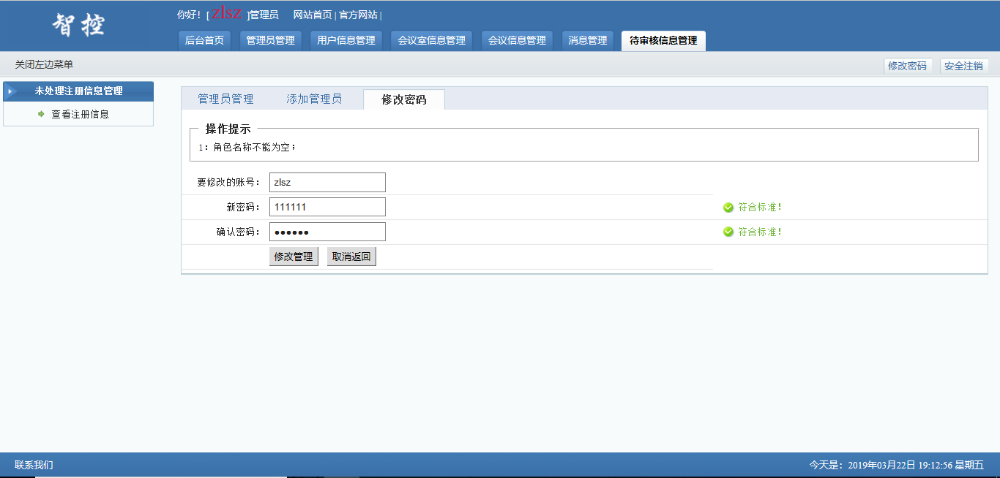 智控
你好！[ zlsz ]管理员 网站首页 | 官方网站 |
后台首页 管理员管理 用户信息管理 会议室信息管理 会议信息管理 消息管理 待审核信息管理
关闭左边菜单 修改密码 安全注销
未处理注册信息管理
查看注册信息
管理员管理 添加管理员 修改密码
操作提示
1：角色名称不能为空；
要修改的账号： zlsz
新密码： 111111 符合标准！
确认密码： ●●●●●● 符合标准！
修改管理 取消返回
联系我们 今天是：2019年03月22日 19:12:56 星期五